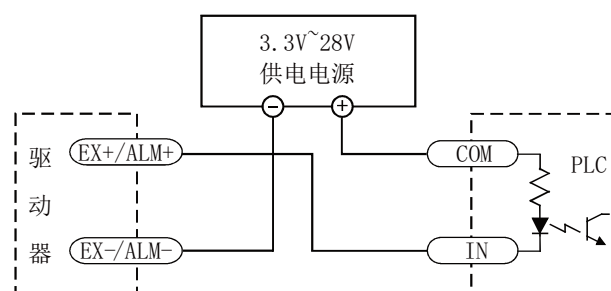 3.3V~28V
供电电源
− +
驱
动
器
EX+/ALM+
EX-/ALM-
COM
IN
PLC